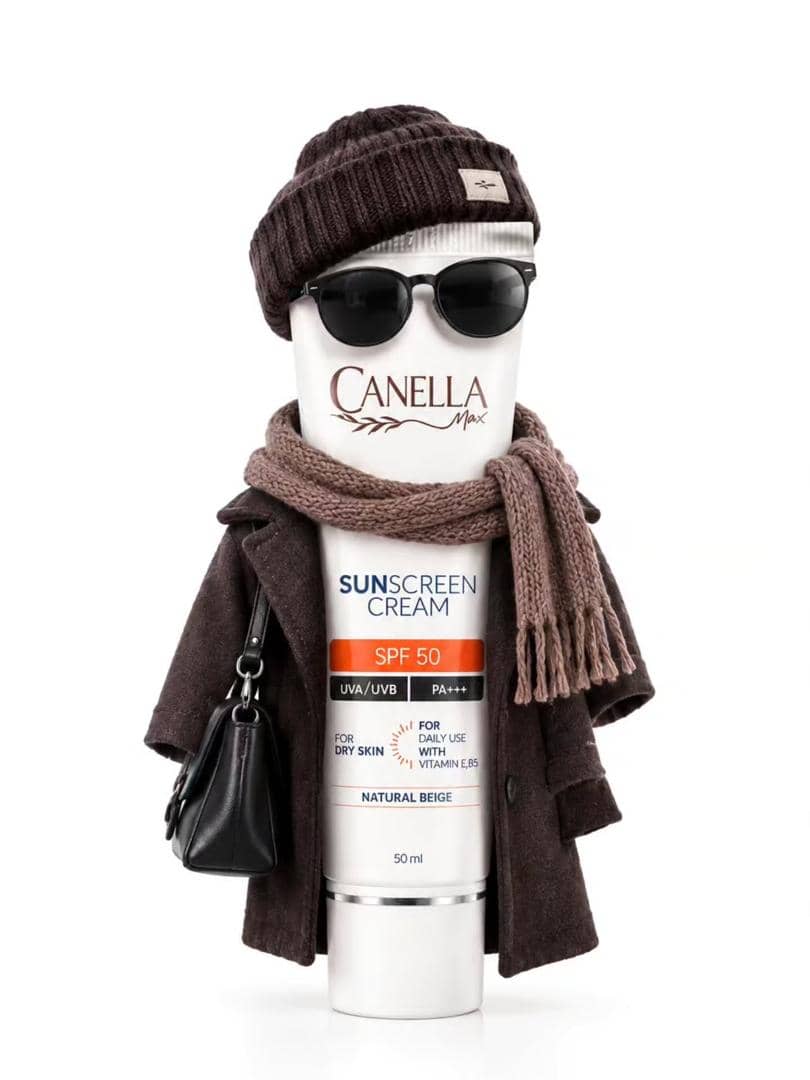 CANELLA
Max
SUNSCREEN
CREAM
SPF 50
UVA/UVB PA+++
FOR
DRY SKIN
FOR
DAILY USE
WITH
VITAMIN E,B5
NATURAL BEIGE
50 ml